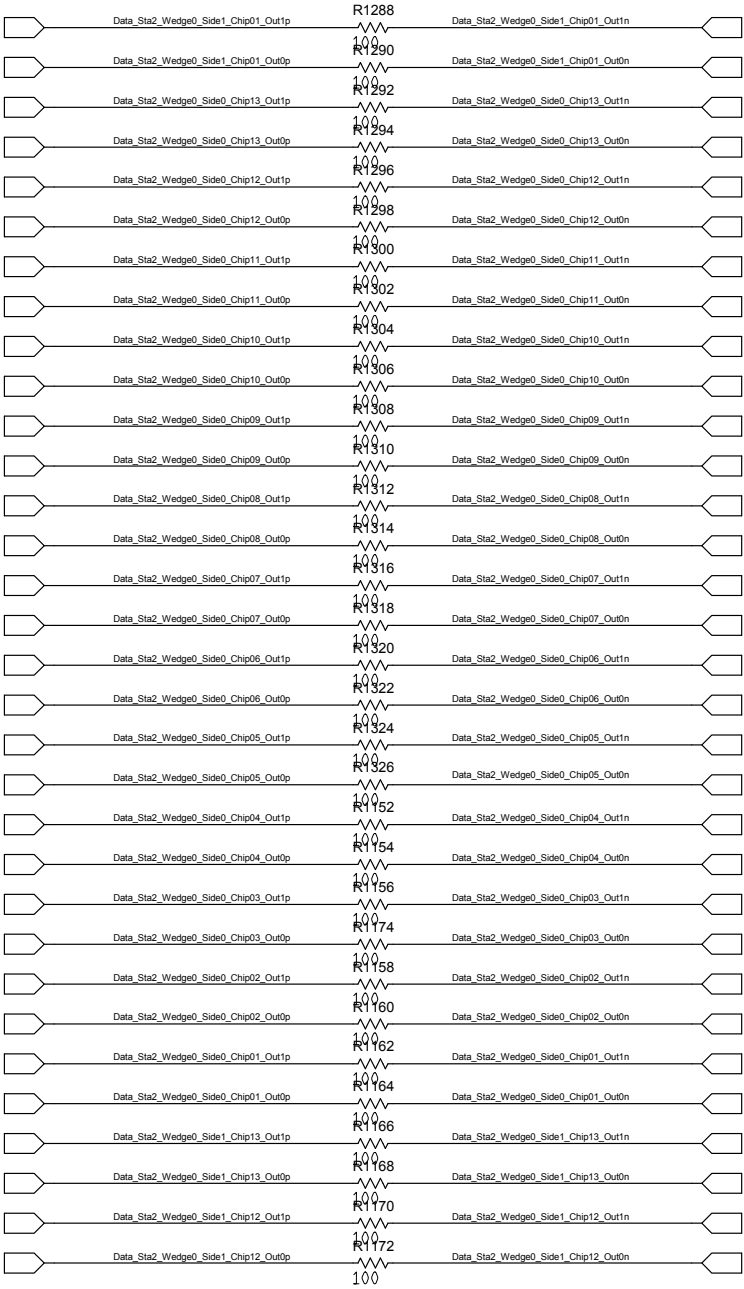 R1288
Data_Sta2_Wedge0_Side1_Chip01_Out1p Data_Sta2_Wedge0_Side1_Chip01_Out1n
100
R1290
Data_Sta2_Wedge0_Side1_Chip01_Out0p Data_Sta2_Wedge0_Side1_Chip01_Out0n
100
R1292
Data_Sta2_Wedge0_Side0_Chip13_Out1p Data_Sta2_Wedge0_Side0_Chip13_Out1n
100
R1294
Data_Sta2_Wedge0_Side0_Chip13_Out0p Data_Sta2_Wedge0_Side0_Chip13_Out0n
100
R1296
Data_Sta2_Wedge0_Side0_Chip12_Out1p Data_Sta2_Wedge0_Side0_Chip12_Out1n
100
R1298
Data_Sta2_Wedge0_Side0_Chip12_Out0p Data_Sta2_Wedge0_Side0_Chip12_Out0n
100
R1300
Data_Sta2_Wedge0_Side0_Chip11_Out1p Data_Sta2_Wedge0_Side0_Chip11_Out1n
100
R1302
Data_Sta2_Wedge0_Side0_Chip11_Out0p Data_Sta2_Wedge0_Side0_Chip11_Out0n
100
R1304
Data_Sta2_Wedge0_Side0_Chip10_Out1p Data_Sta2_Wedge0_Side0_Chip10_Out1n
100
R1306
Data_Sta2_Wedge0_Side0_Chip10_Out0p Data_Sta2_Wedge0_Side0_Chip10_Out0n
100
R1308
Data_Sta2_Wedge0_Side0_Chip09_Out1p Data_Sta2_Wedge0_Side0_Chip09_Out1n
100
R1310
Data_Sta2_Wedge0_Side0_Chip09_Out0p Data_Sta2_Wedge0_Side0_Chip09_Out0n
100
R1312
Data_Sta2_Wedge0_Side0_Chip08_Out1p Data_Sta2_Wedge0_Side0_Chip08_Out1n
100
R1314
Data_Sta2_Wedge0_Side0_Chip08_Out0p Data_Sta2_Wedge0_Side0_Chip08_Out0n
100
R1316
Data_Sta2_Wedge0_Side0_Chip07_Out1p Data_Sta2_Wedge0_Side0_Chip07_Out1n
100
R1318
Data_Sta2_Wedge0_Side0_Chip07_Out0p Data_Sta2_Wedge0_Side0_Chip07_Out0n
100
R1320
Data_Sta2_Wedge0_Side0_Chip06_Out1p Data_Sta2_Wedge0_Side0_Chip06_Out1n
100
R1322
Data_Sta2_Wedge0_Side0_Chip06_Out0p Data_Sta2_Wedge0_Side0_Chip06_Out0n
100
R1324
Data_Sta2_Wedge0_Side0_Chip05_Out1p Data_Sta2_Wedge0_Side0_Chip05_Out1n
100
R1326
Data_Sta2_Wedge0_Side0_Chip05_Out0p Data_Sta2_Wedge0_Side0_Chip05_Out0n
100
R1152
Data_Sta2_Wedge0_Side0_Chip04_Out1p Data_Sta2_Wedge0_Side0_Chip04_Out1n
100
R1154
Data_Sta2_Wedge0_Side0_Chip04_Out0p Data_Sta2_Wedge0_Side0_Chip04_Out0n
100
R1156
Data_Sta2_Wedge0_Side0_Chip03_Out1p Data_Sta2_Wedge0_Side0_Chip03_Out1n
100
R1174
Data_Sta2_Wedge0_Side0_Chip03_Out0p Data_Sta2_Wedge0_Side0_Chip03_Out0n
100
R1158
Data_Sta2_Wedge0_Side0_Chip02_Out1p Data_Sta2_Wedge0_Side0_Chip02_Out1n
100
R1160
Data_Sta2_Wedge0_Side0_Chip02_Out0p Data_Sta2_Wedge0_Side0_Chip02_Out0n
100
R1162
Data_Sta2_Wedge0_Side0_Chip01_Out1p Data_Sta2_Wedge0_Side0_Chip01_Out1n
100
R1164
Data_Sta2_Wedge0_Side0_Chip01_Out0p Data_Sta2_Wedge0_Side0_Chip01_Out0n
100
R1166
Data_Sta2_Wedge0_Side1_Chip13_Out1p Data_Sta2_Wedge0_Side1_Chip13_Out1n
100
R1168
Data_Sta2_Wedge0_Side1_Chip13_Out0p Data_Sta2_Wedge0_Side1_Chip13_Out0n
100
R1170
Data_Sta2_Wedge0_Side1_Chip12_Out1p Data_Sta2_Wedge0_Side1_Chip12_Out1n
100
R1172
Data_Sta2_Wedge0_Side1_Chip12_Out0p Data_Sta2_Wedge0_Side1_Chip12_Out0n
100